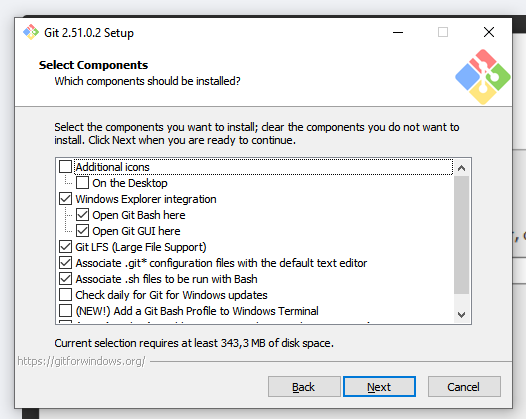 Git 2.51.0.2 Setup
Select Components
Which components should be installed?
Select the components you want to install; clear the components you do not want to
install. Click Next when you are ready to continue.
Additional icons
On the Desktop
Windows Explorer integration
Open Git Bash here
Open Git GUI here
Git LFS (Large File Support)
Associate .git* configuration files with the default text editor
Associate .sh files to be run with Bash
Check daily for Git for Windows updates
(NEW!) Add a Git Bash Profile to Windows Terminal
Current selection requires at least 343,3 MB of disk space.
https://gitforwindows.org/
Back
Next
Cancel